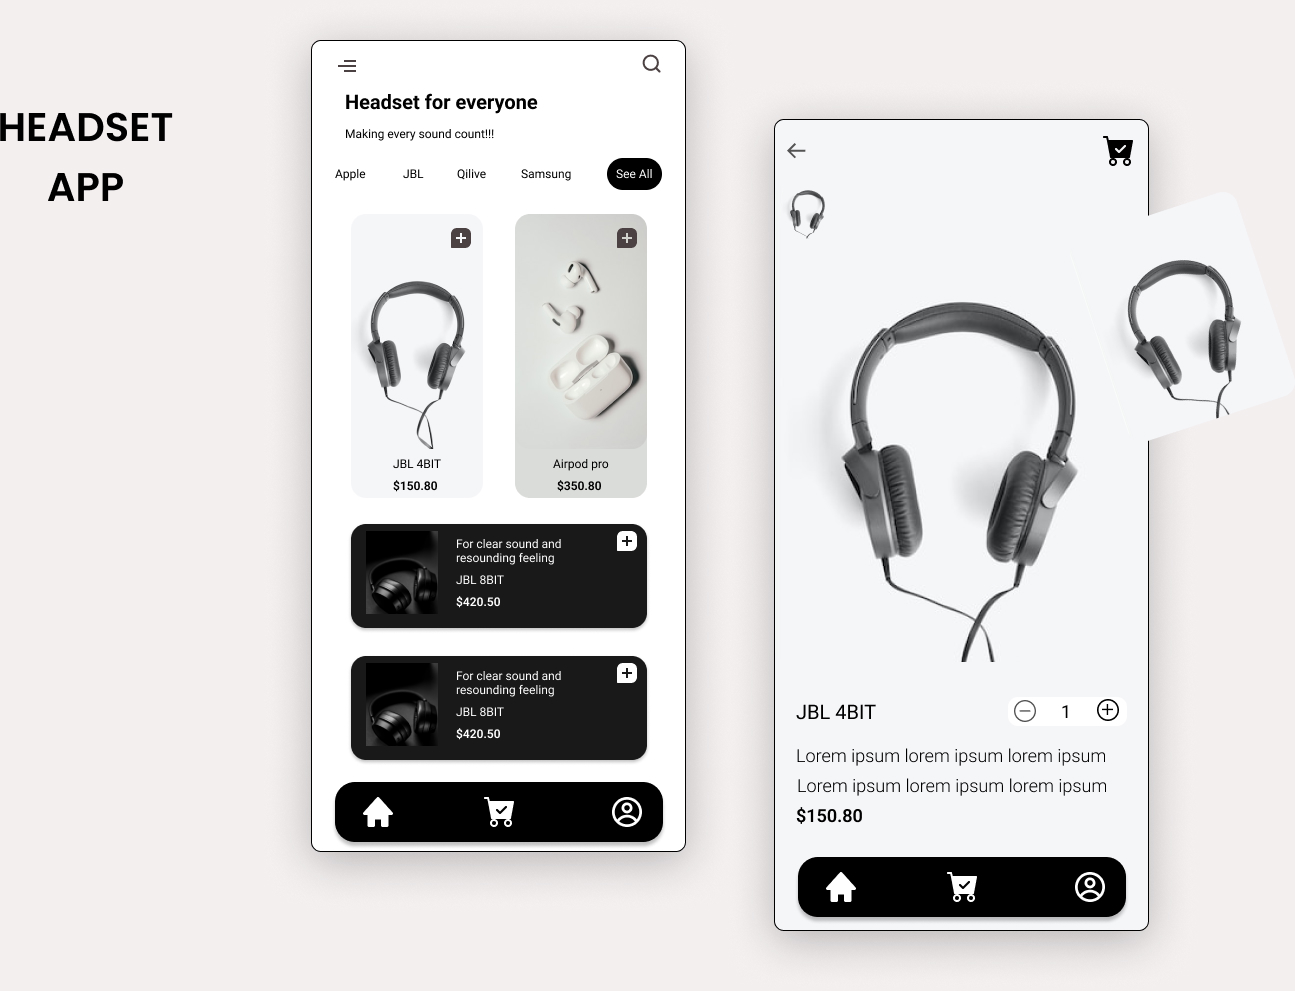 HEADSET
APP
Headset for everyone
Making every sound count!!!
Apple JBL Qilive Samsung See All
JBL 4BIT
$150.80
Airpod pro
$350.80
For clear sound and
resounding feeling
JBL 8BIT
$420.50
For clear sound and
resounding feeling
JBL 8BIT
$420.50
JBL 4BIT
1
Lorem ipsum lorem ipsum lorem ipsum
Lorem ipsum lorem ipsum lorem ipsum
$150.80